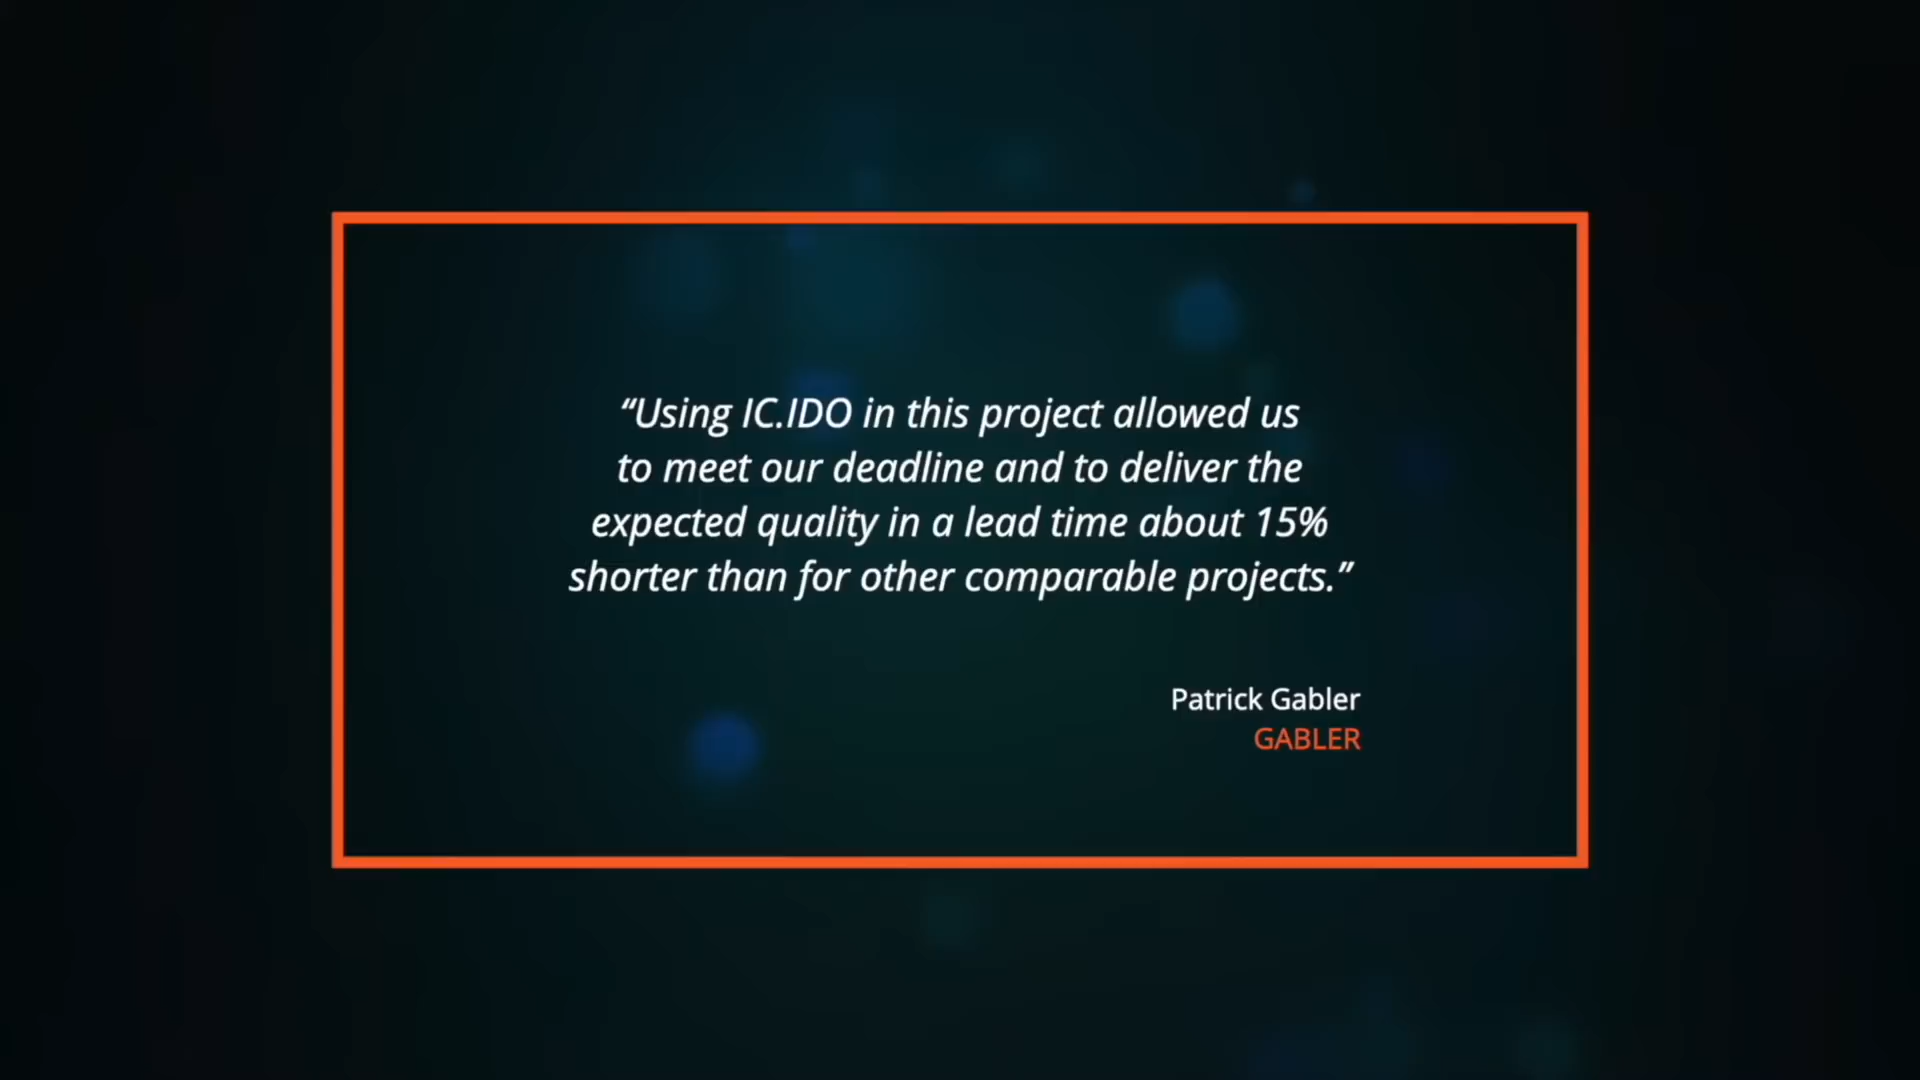 “Using IC.IDO in this project allowed us
to meet our deadline and to deliver the
expected quality in a lead time about 15%
shorter than for other comparable projects.”
Patrick Gabler
GABLER